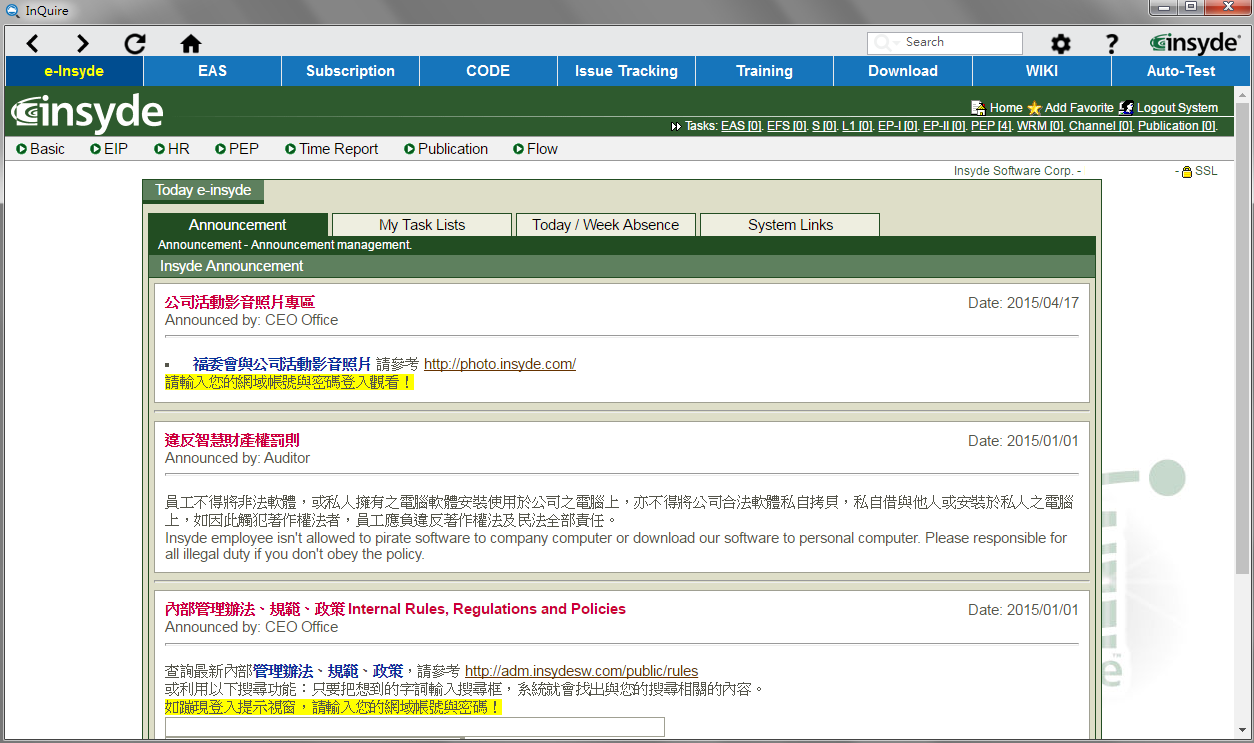 InQuire
Search
insyde
e-Insyde EAS Subscription CODE Issue Tracking Training Download WIKI Auto-Test
insyde
Home Add Favorite Logout System
Tasks: EAS [0]. EFS [0]. S [0]. L1 [0]. EP-I [0]. EP-II [0]. PEP [4]. WRM [0]. Channel [0]. Publication [0].
Basic EIP HR PEP Time Report Publication Flow
Insyde Software Corp. - - SSL
Today e-insyde
Announcement My Task Lists Today / Week Absence System Links
Announcement - Announcement management.
Insyde Announcement
公司活動影音照片專區 Date: 2015/04/17
Announced by: CEO Office
▪ 福委會與公司活動影音照片 請參考 http://photo.insyde.com/
請輸入您的網域帳號與密碼登入觀看！
違反智慧財產權罰則 Date: 2015/01/01
Announced by: Auditor
員工不得將非法軟體，或私人擁有之電腦軟體安裝使用於公司之電腦上，亦不得將公司合法軟體私自拷貝，私自借與他人或安裝於私人之電腦
上，如因此觸犯著作權法者，員工應負違反著作權法及民法全部責任。
Insyde employee isn't allowed to pirate software to company computer or download our software to personal computer. Please responsible for
all illegal duty if you don't obey the policy.
內部管理辦法、規範、政策 Internal Rules, Regulations and Policies Date: 2015/01/01
Announced by: CEO Office
查詢最新內部管理辦法、規範、政策，請參考 http://adm.insydesw.com/public/rules
或利用以下搜尋功能：只要把想到的字詞輸入搜尋框，系統就會找出與您的搜尋相關的內容。
如蹦現登入提示視窗，請輸入您的網域帳號與密碼！